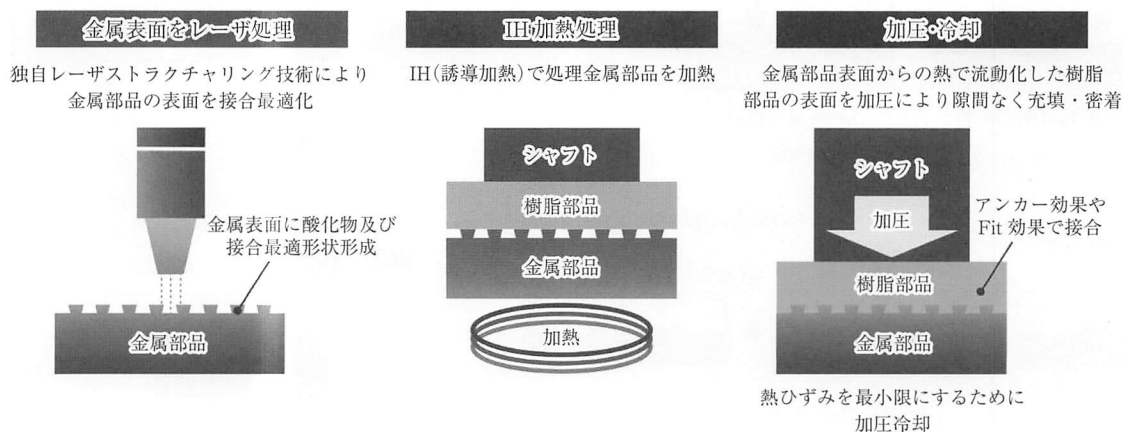 金属表面をレーザ処理
独自レーザストラクチャリング技術により
金属部品の表面を接合最適化
金属表面に酸化物及び
接合最適形状形成
金属部品
IH加熱処理
IH(誘導加熱)で処理金属部品を加熱
シャフト
樹脂部品
金属部品
加熱
加圧・冷却
金属部品表面からの熱で流動化した樹脂
部品の表面を加圧により隙間なく充填・密着
シャフト
加圧
アンカー効果や
Fit 効果で接合
樹脂部品
金属部品
熱ひずみを最小限にするために
加圧冷却